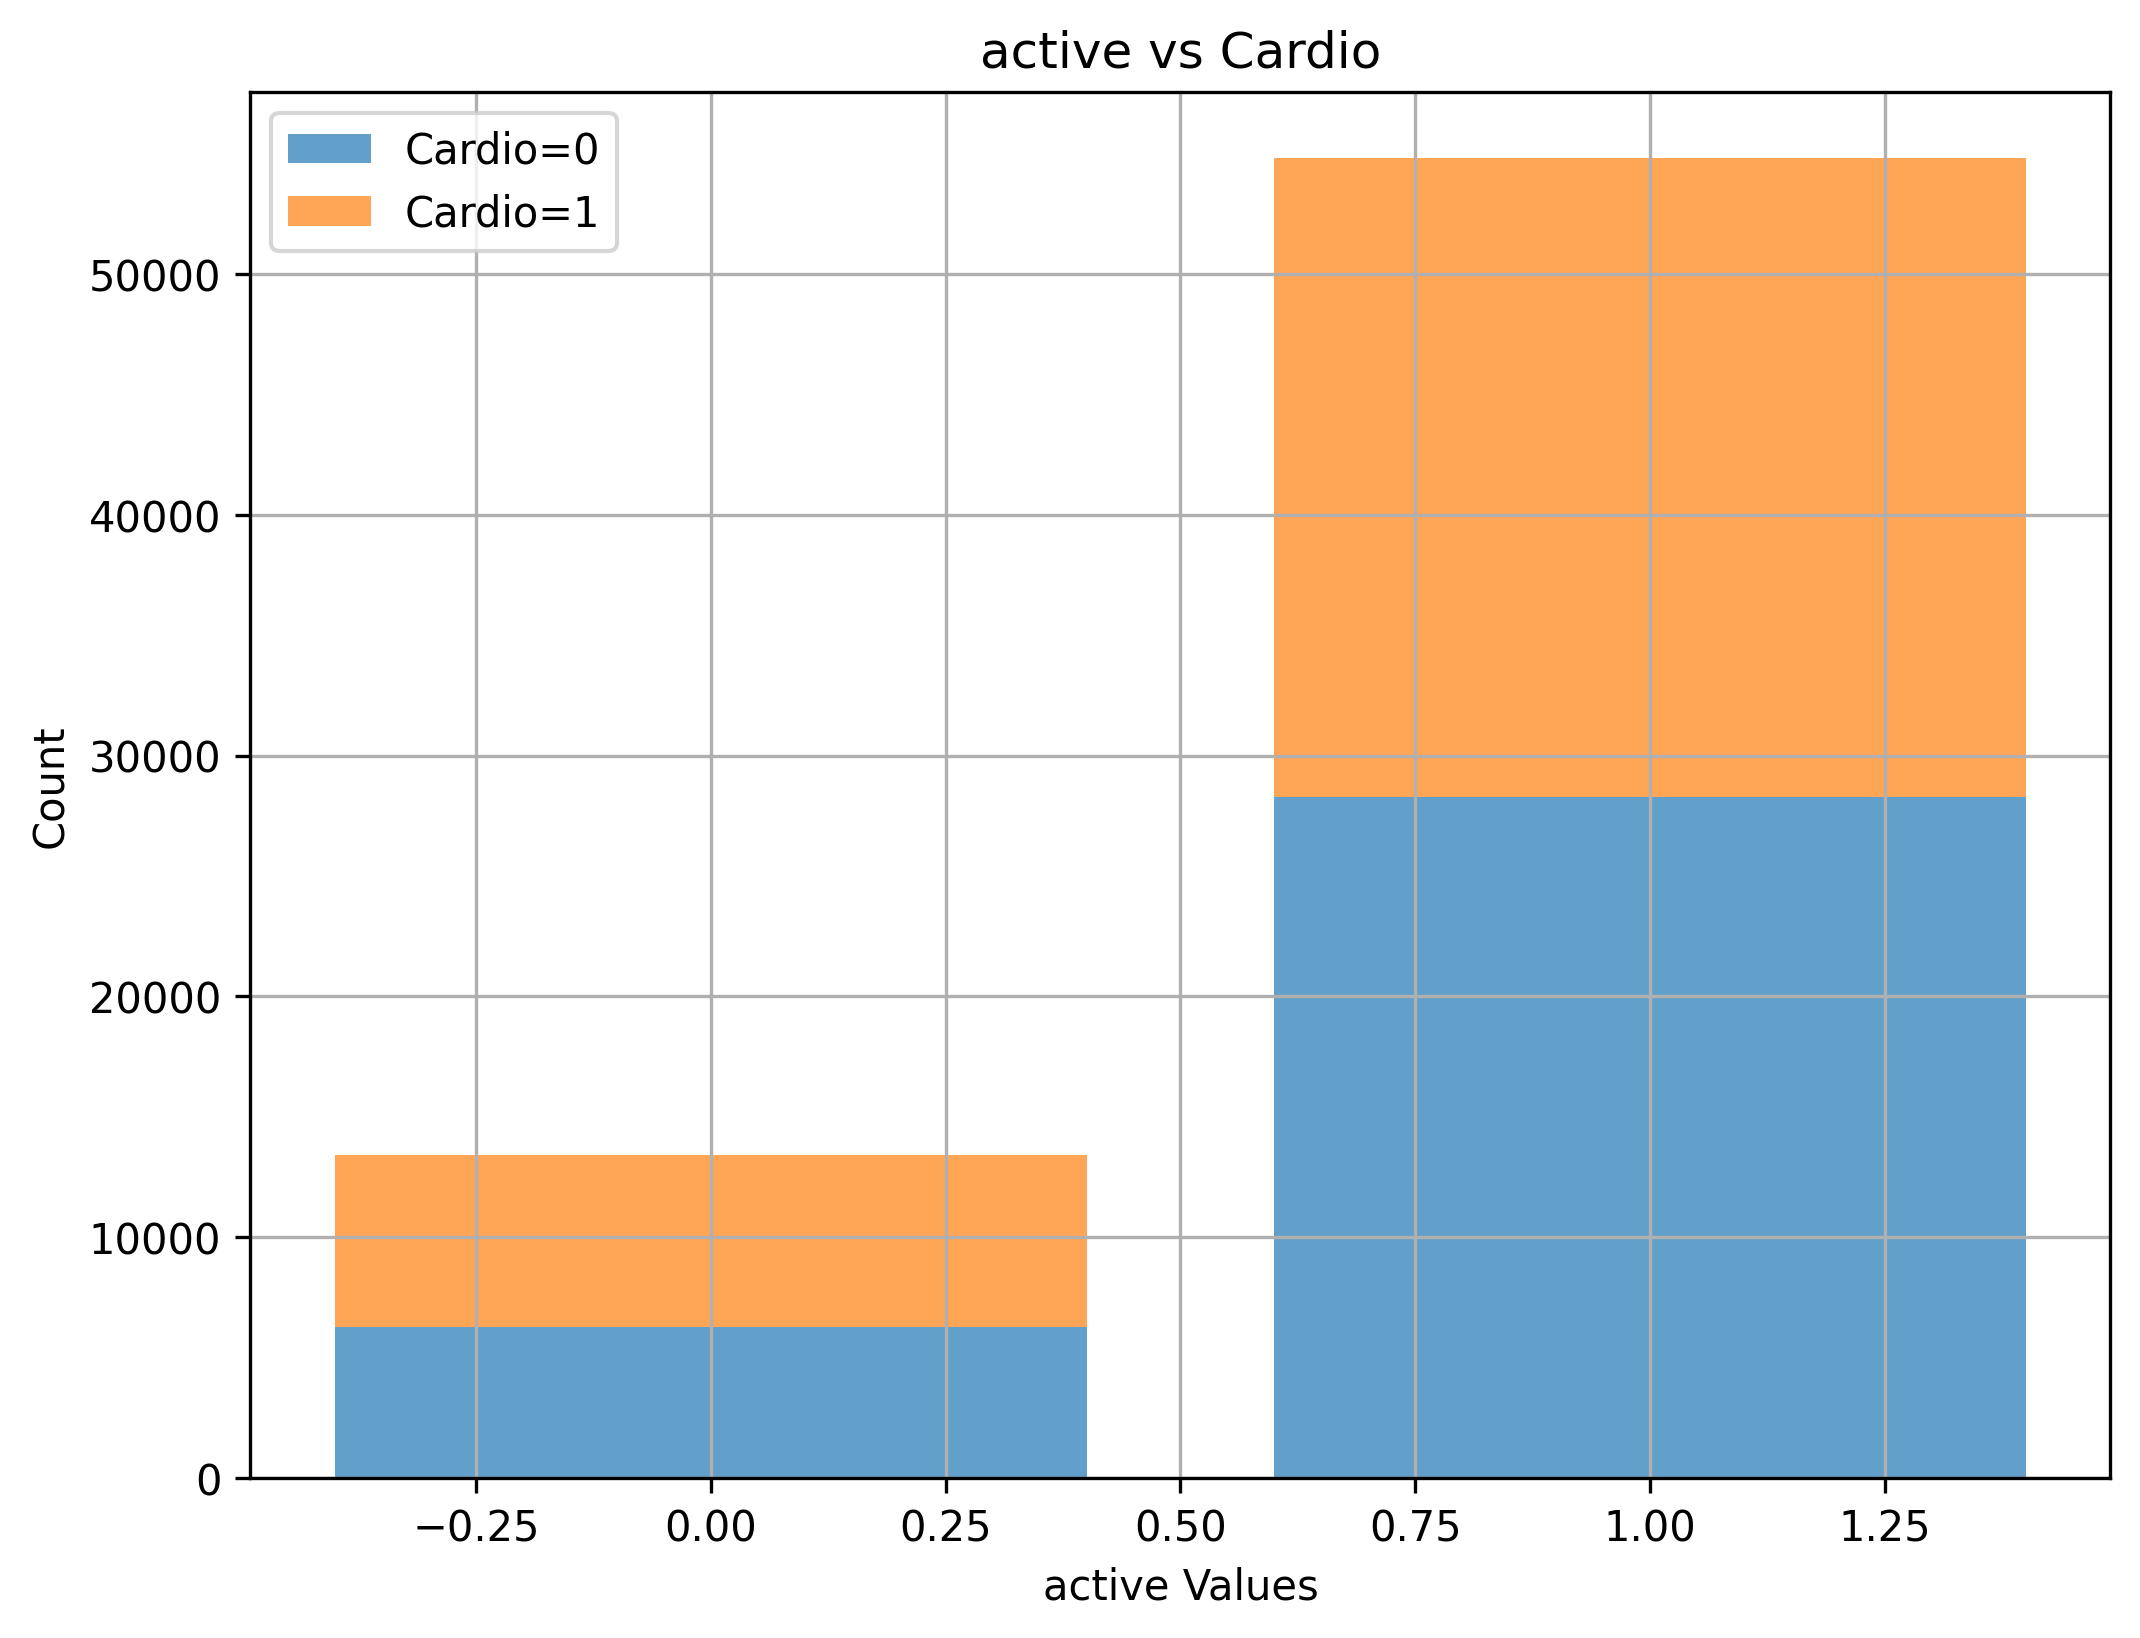 active vs Cardio
Cardio=0
Cardio=1
50000
40000
30000
20000
10000
0
Count
−0.25 0.00 0.25 0.50 0.75 1.00 1.25
active Values